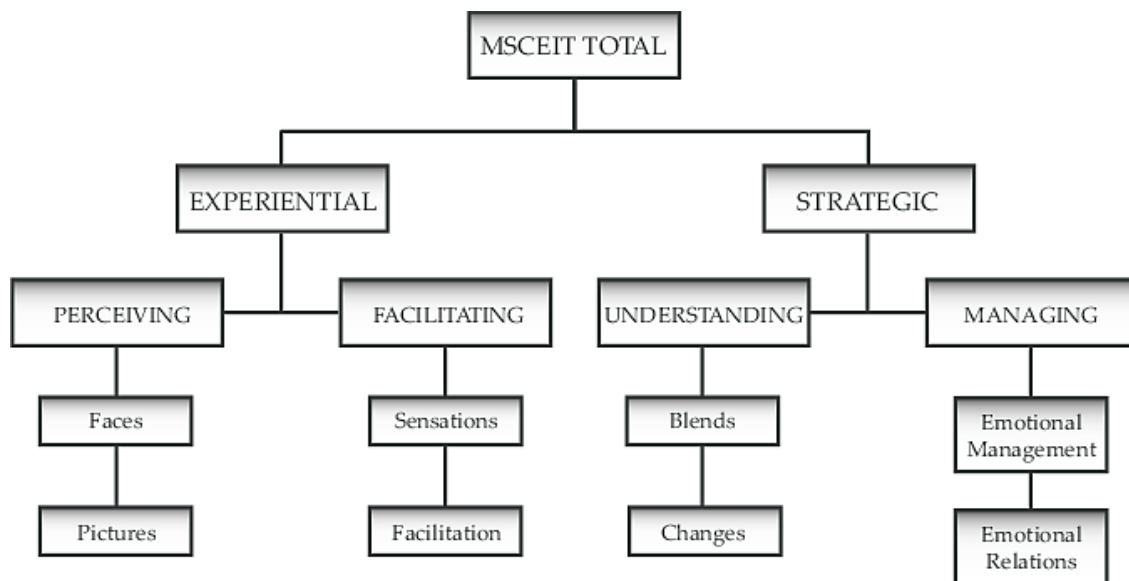 MSCEIT TOTAL
EXPERIENTIAL
STRATEGIC
PERCEIVING
FACILITATING
UNDERSTANDING
MANAGING
Faces
Sensations
Blends
Emotional
Management
Pictures
Facilitation
Changes
Emotional
Relations